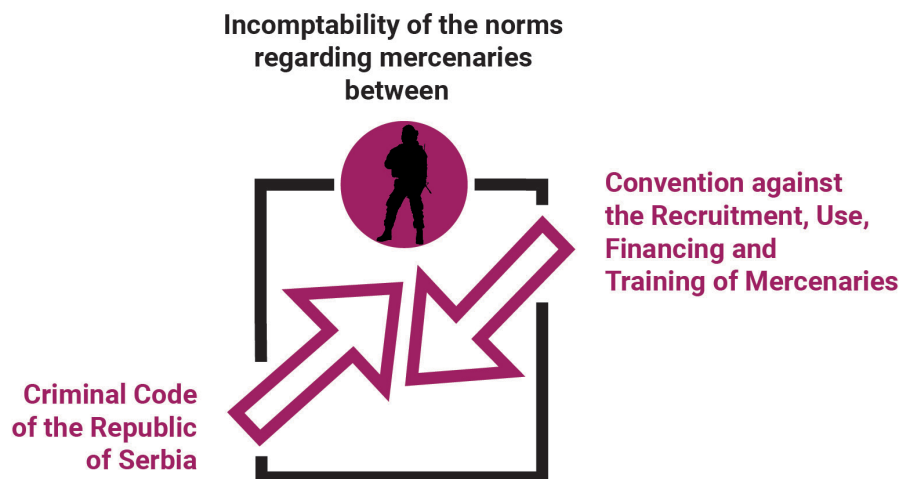 Incomptability of the norms
regarding mercenaries
between
Convention against
the Recruitment, Use,
Financing and
Training of Mercenaries
Criminal Code
of the Republic
of Serbia